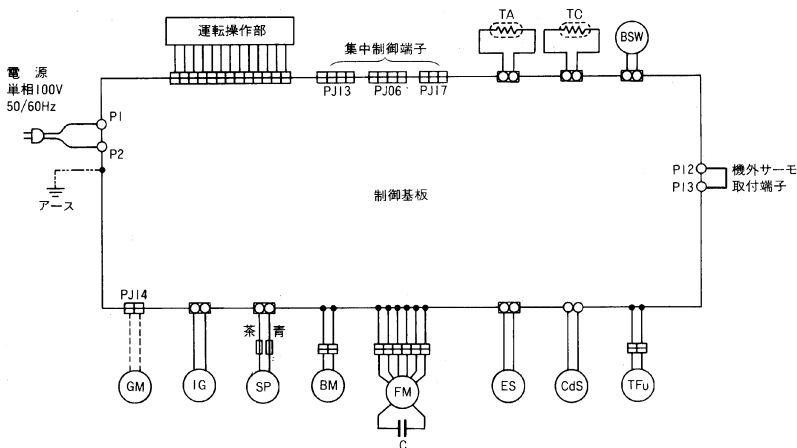 運転操作部
集中制御端子
TA
TC
BSW
電源
単相100V
50/60Hz
PJ13
PJ06
PJ17
P1
P2
アース
制御基板
P12
P13
機外サーモ
取付端子
PJ14
茶
青
GM
IG
SP
BM
FM
ES
CdS
TFu
C